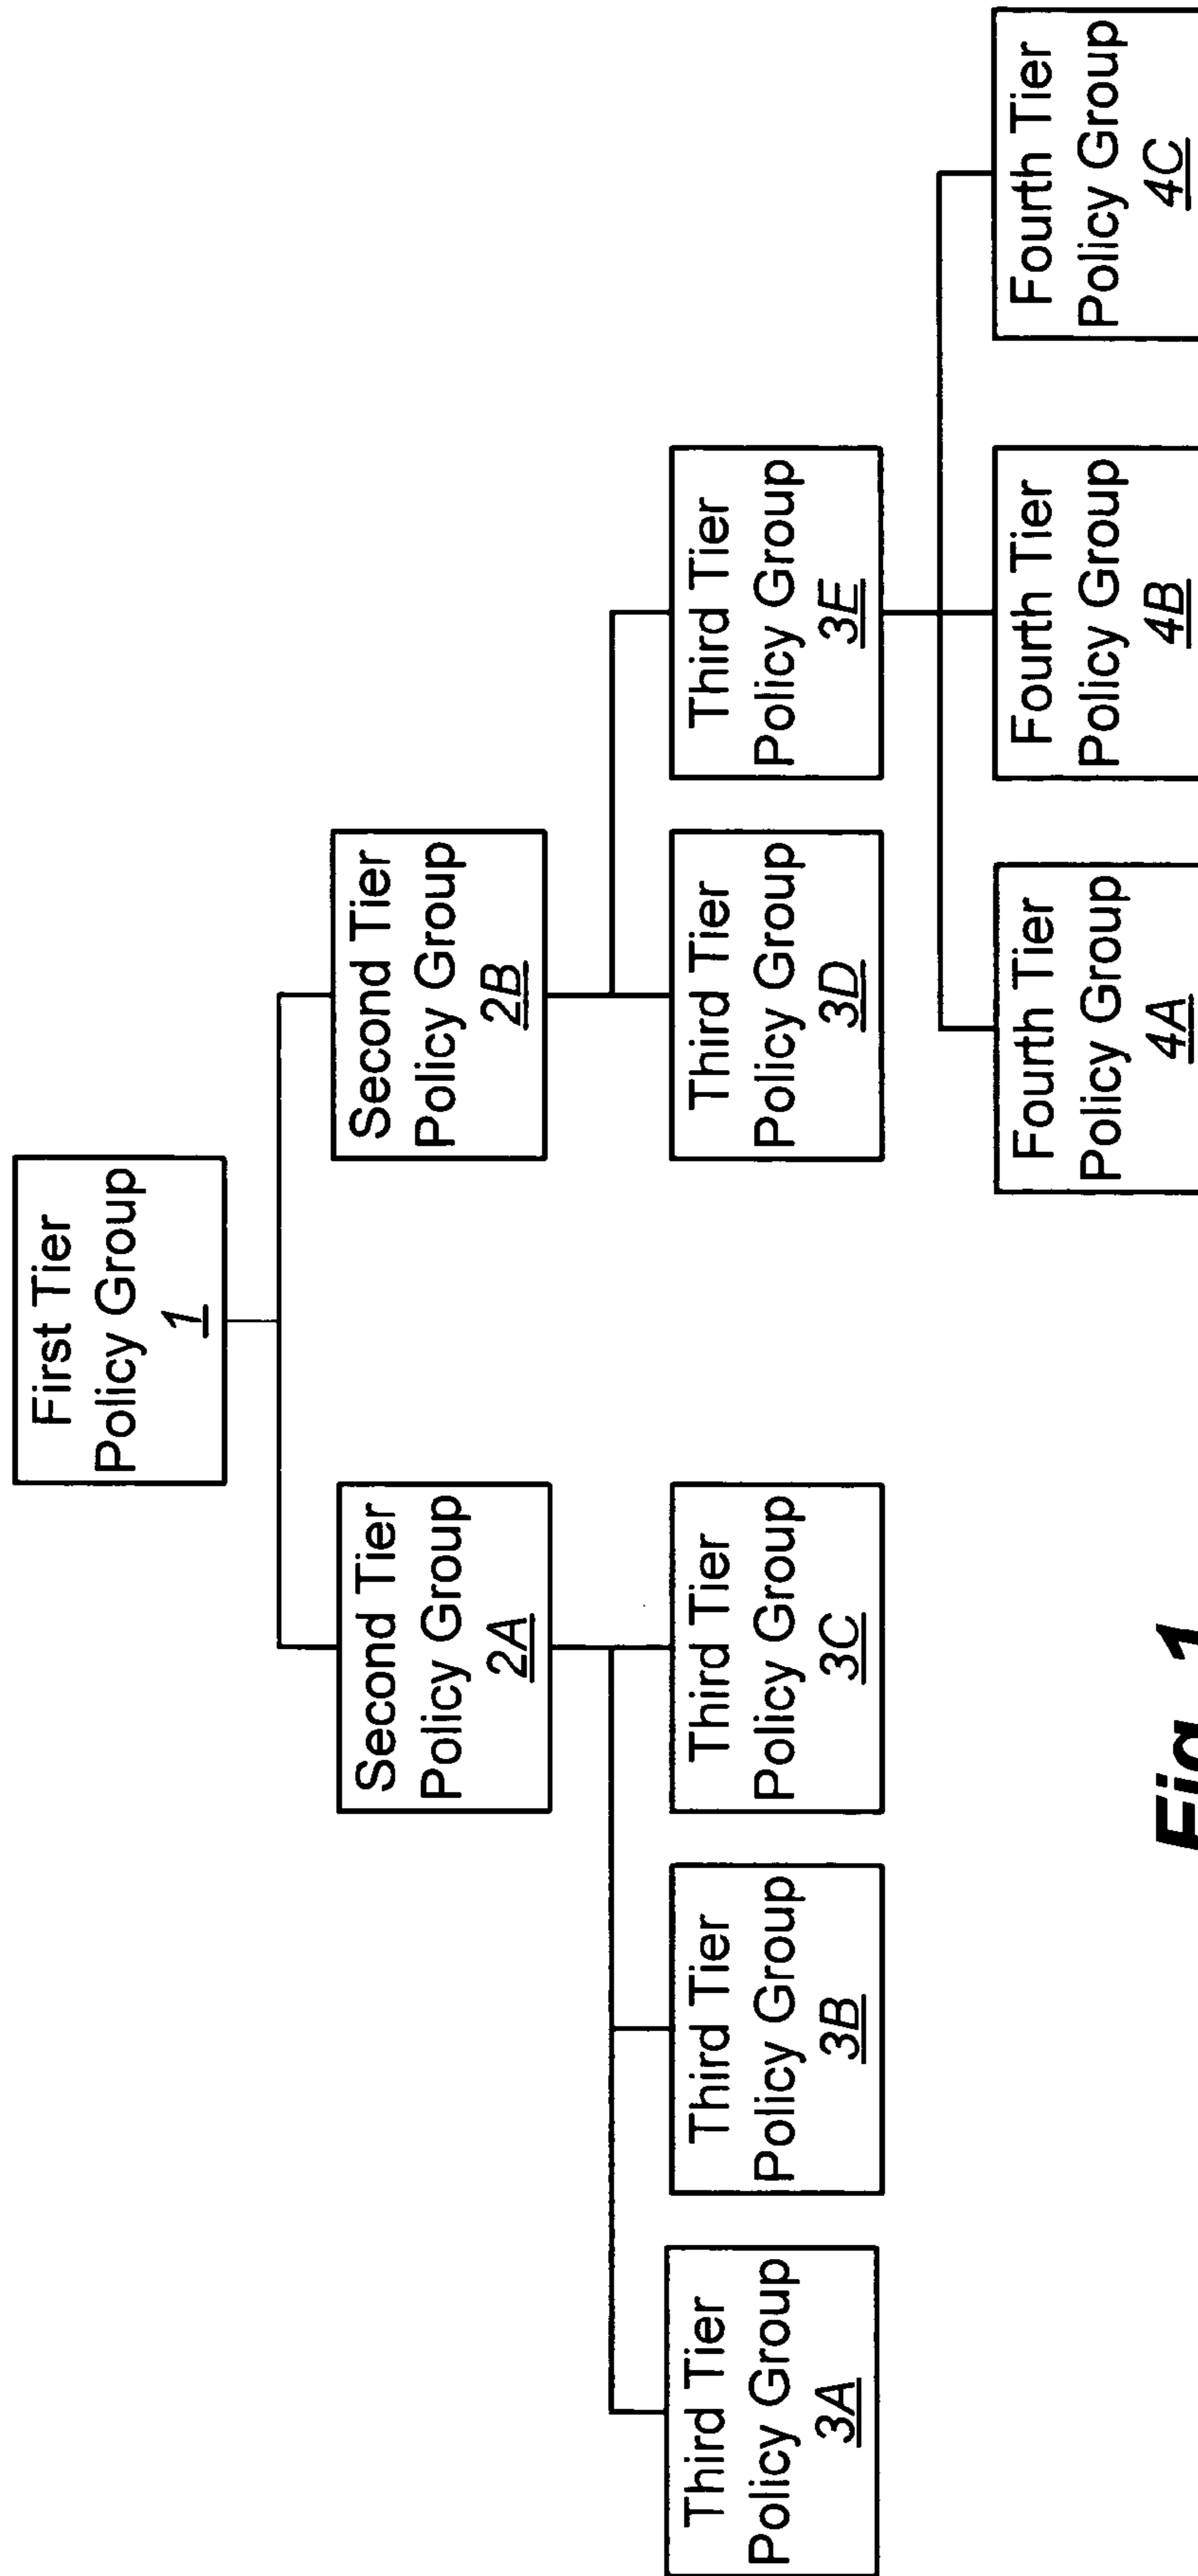 First Tier
Policy Group
1
Second Tier
Policy Group
2A
Second Tier
Policy Group
2B
Third Tier
Policy Group
3A
Third Tier
Policy Group
3B
Third Tier
Policy Group
3C
Third Tier
Policy Group
3D
Third Tier
Policy Group
3E
Fourth Tier
Policy Group
4A
Fourth Tier
Policy Group
4B
Fourth Tier
Policy Group
4C
Fig. 1